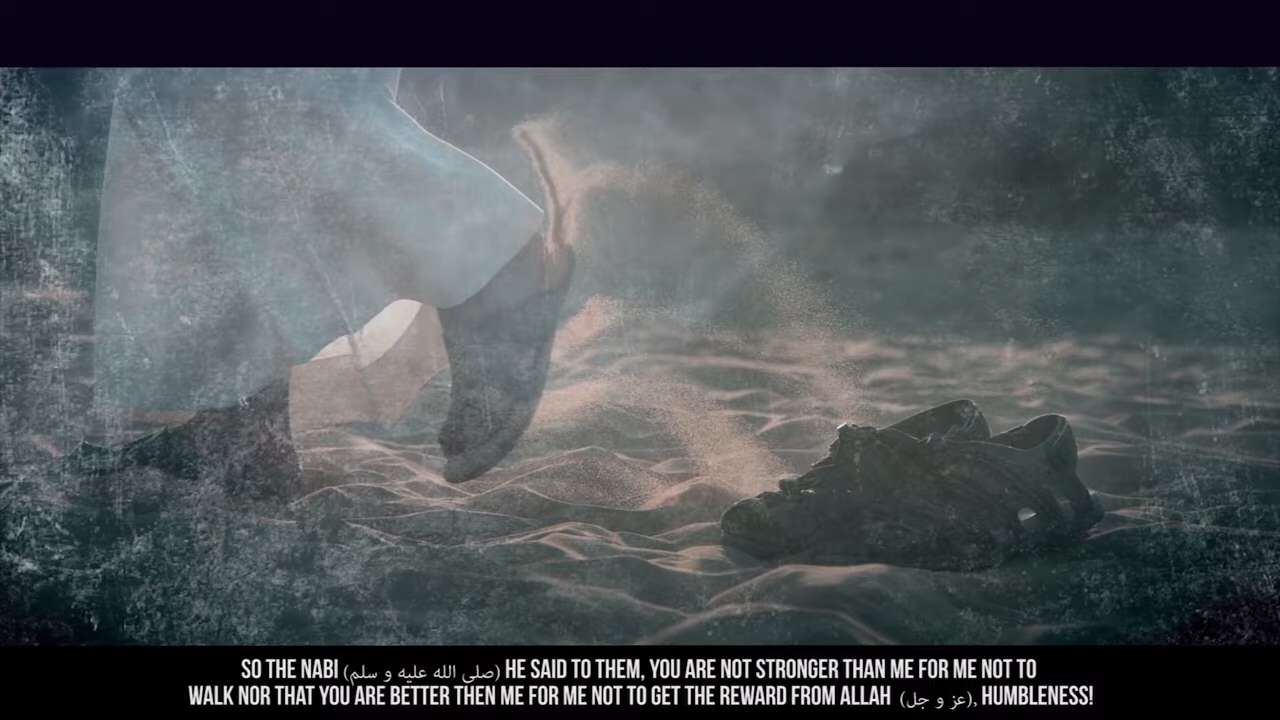 SO THE NABI (صلى الله عليه و سلم) HE SAID TO THEM, YOU ARE NOT STRONGER THAN ME FOR ME NOT TO
WALK NOR THAT YOU ARE BETTER THEN ME FOR ME NOT TO GET THE REWARD FROM ALLAH (عز و جل), HUMBLENESS!